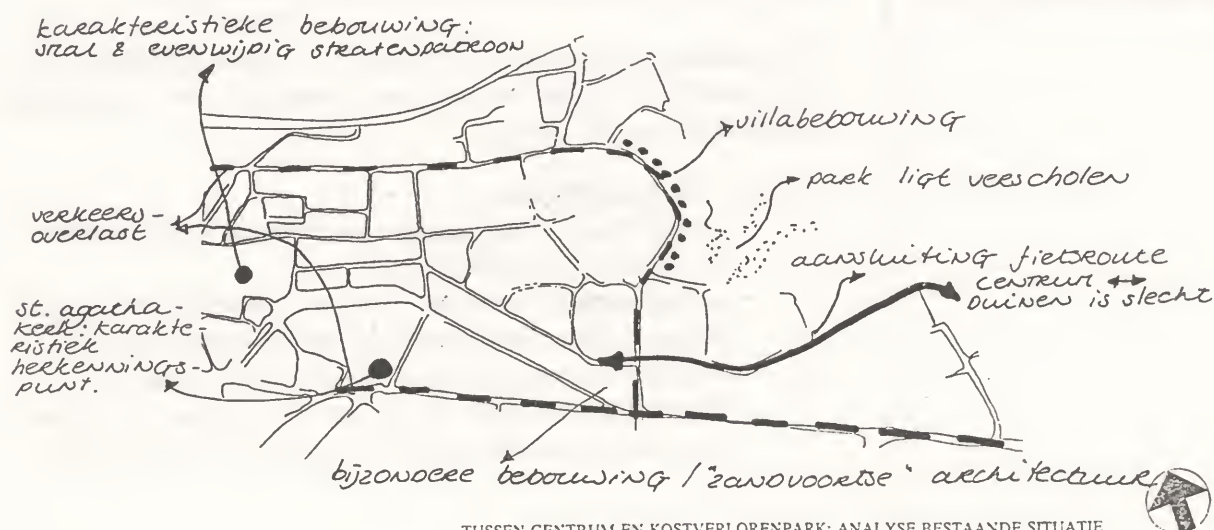 karakteristieke bebouwing:
smal & evenwijdig stratenpatroon
villabebouwing
park ligt verscholen
verkeers-
overlast
aansluiting fietsroute
centrum ↔
duinen is slecht
st. agatha-
kerk: karakte-
ristiek
herkennings-
punt.
bijzondere bebouwing / "zandvoortse" architectuur
TUSSEN CENTRUM EN KOSTVERLORENPARK: ANALYSE BESTAANDE SITUATIE